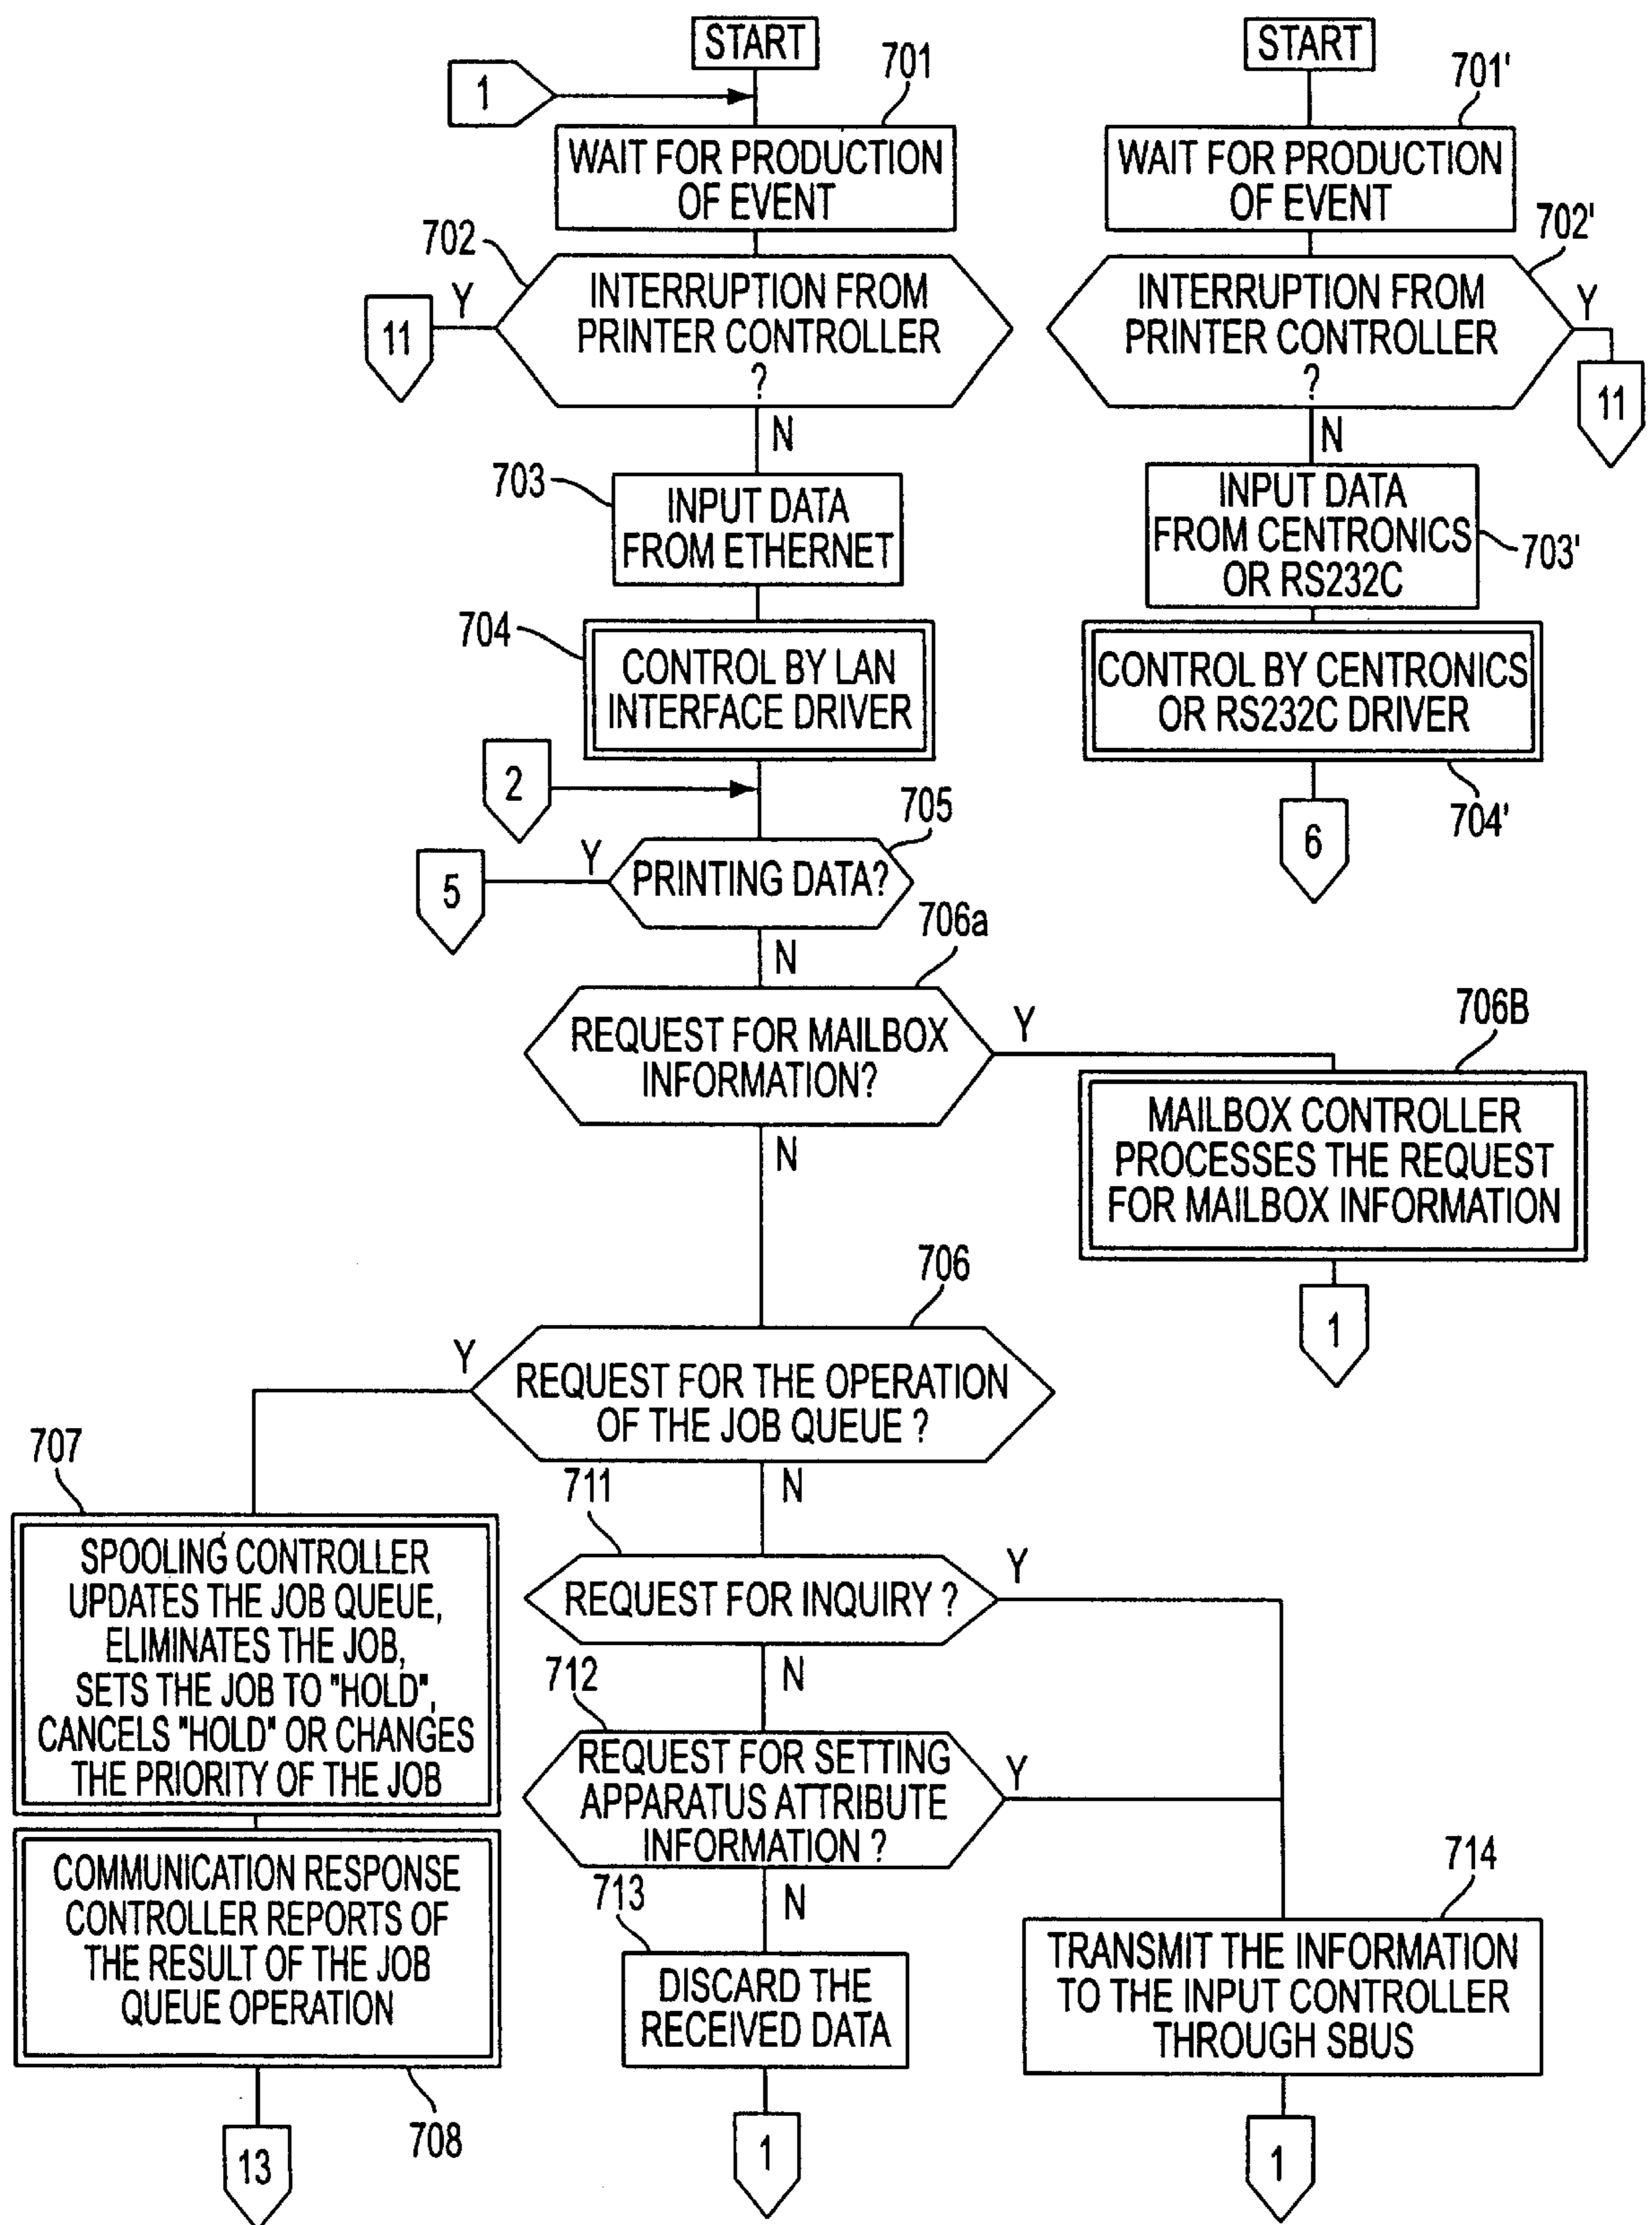 START
701
1
WAIT FOR PRODUCTION
OF EVENT
702
INTERRUPTION FROM
PRINTER CONTROLLER
?
Y
11
N
703
INPUT DATA
FROM ETHERNET
704
CONTROL BY LAN
INTERFACE DRIVER
2
705
PRINTING DATA?
Y
5
N
706a
REQUEST FOR MAILBOX
INFORMATION?
Y
706B
MAILBOX CONTROLLER
PROCESSES THE REQUEST
FOR MAILBOX INFORMATION
1
N
706
REQUEST FOR THE OPERATION
OF THE JOB QUEUE ?
Y
707
SPOOLING CONTROLLER
UPDATES THE JOB QUEUE,
ELIMINATES THE JOB,
SETS THE JOB TO "HOLD",
CANCELS "HOLD" OR CHANGES
THE PRIORITY OF THE JOB
COMMUNICATION RESPONSE
CONTROLLER REPORTS OF
THE RESULT OF THE JOB
QUEUE OPERATION
708
13
N
711
REQUEST FOR INQUIRY ?
Y
N
712
REQUEST FOR SETTING
APPARATUS ATTRIBUTE
INFORMATION ?
Y
N
713
DISCARD THE
RECEIVED DATA
1
714
TRANSMIT THE INFORMATION
TO THE INPUT CONTROLLER
THROUGH SBUS
1
START
701'
WAIT FOR PRODUCTION
OF EVENT
702'
INTERRUPTION FROM
PRINTER CONTROLLER
?
Y
11
N
INPUT DATA
FROM CENTRONICS
OR RS232C
703'
CONTROL BY CENTRONICS
OR RS232C DRIVER
704'
6